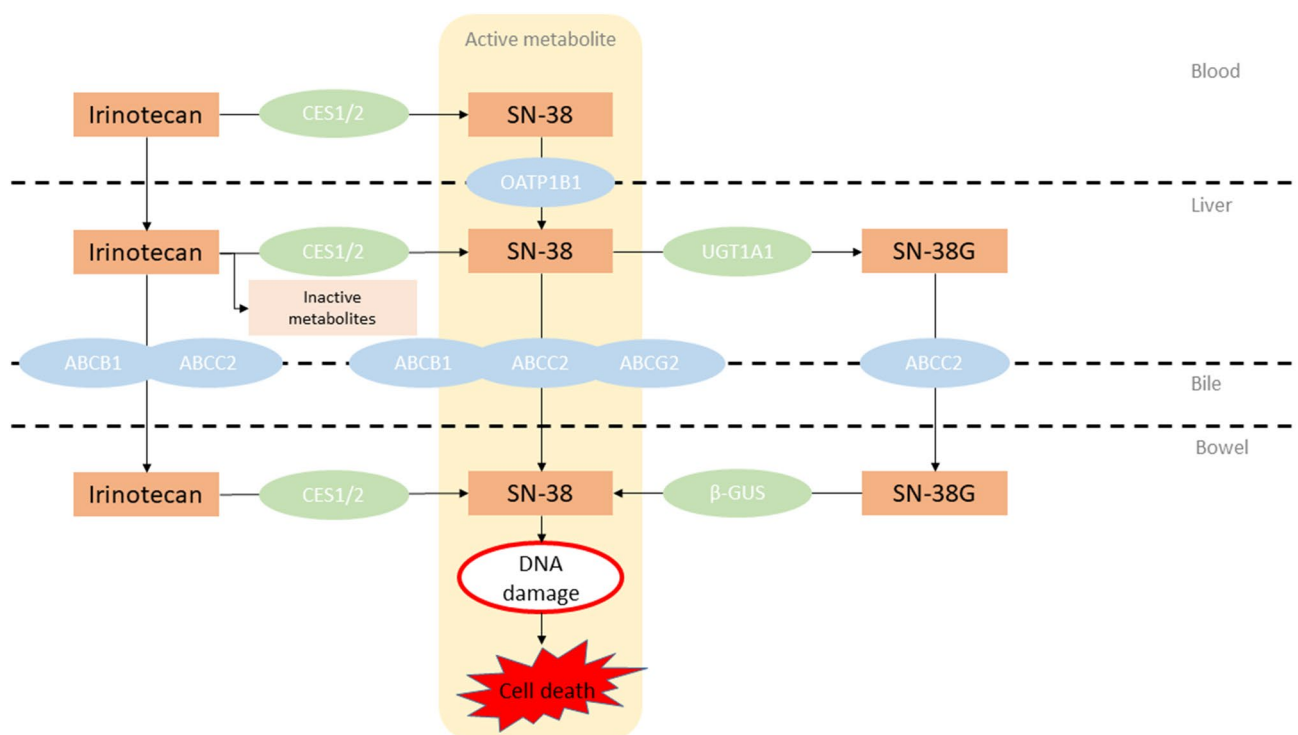 Active metabolite
Blood
Irinotecan
CES1/2
SN-38
OATP1B1
Liver
Irinotecan
CES1/2
SN-38
UGT1A1
SN-38G
Inactive
metabolites
ABCB1
ABCC2
ABCB1
ABCC2
ABCG2
ABCC2
Bile
Bowel
Irinotecan
CES1/2
SN-38
β-GUS
SN-38G
DNA
damage
Cell death